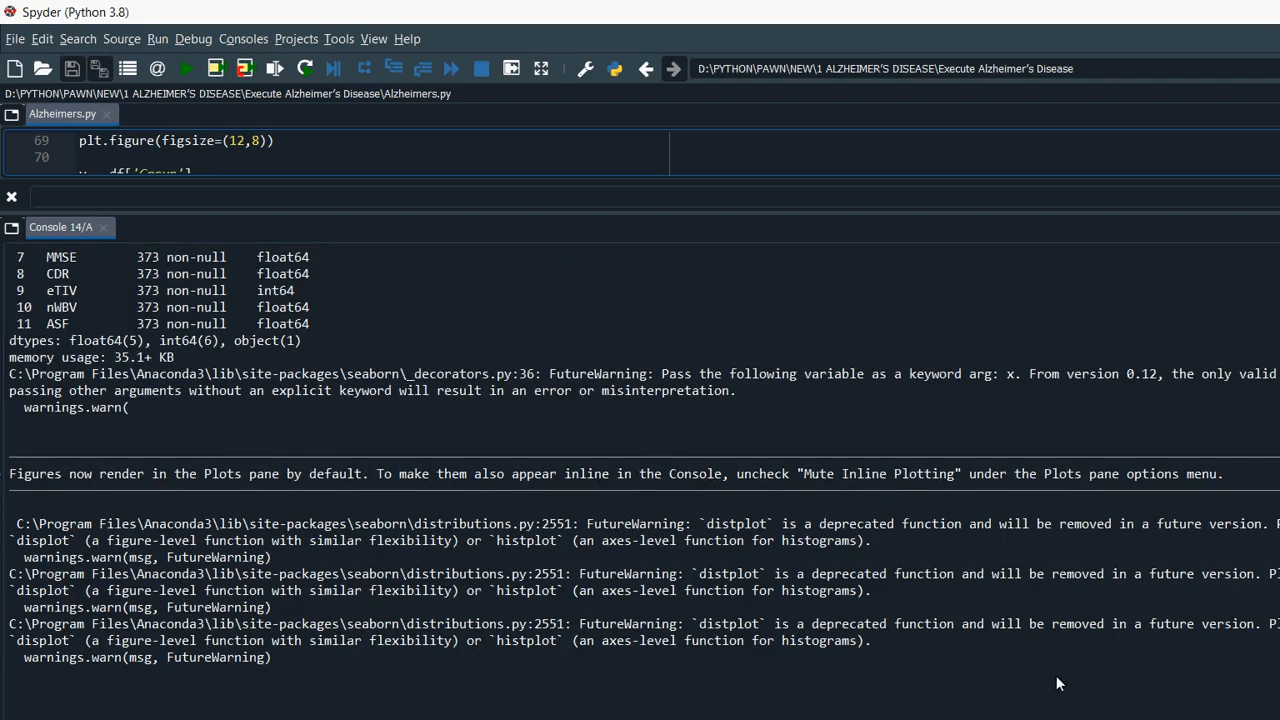 Spyder (Python 3.8)
File Edit Search Source Run Debug Consoles Projects Tools View Help
D:\PYTHON\PAWN\NEW\1 ALZHEIMER'S DISEASE\Execute Alzheimer's Disease
D:\PYTHON\PAWN\NEW\1 ALZHEIMER'S DISEASE\Execute Alzheimer's Disease\Alzheimers.py
Alzheimers.py
69 plt.figure(figsize=(12,8))
70
Console 14/A
7 MMSE 373 non-null float64
8 CDR 373 non-null float64
9 eTIV 373 non-null int64
10 nWBV 373 non-null float64
11 ASF 373 non-null float64
dtypes: float64(5), int64(6), object(1)
memory usage: 35.1+ KB
C:\Program Files\Anaconda3\lib\site-packages\seaborn\_decorators.py:36: FutureWarning: Pass the following variable as a keyword arg: x. From version 0.12, the only valid
passing other arguments without an explicit keyword will result in an error or misinterpretation.
warnings.warn(
Figures now render in the Plots pane by default. To make them also appear inline in the Console, uncheck "Mute Inline Plotting" under the Plots pane options menu.
C:\Program Files\Anaconda3\lib\site-packages\seaborn\distributions.py:2551: FutureWarning: `distplot` is a deprecated function and will be removed in a future version.
`displot` (a figure-level function with similar flexibility) or `histplot` (an axes-level function for histograms).
warnings.warn(msg, FutureWarning)
C:\Program Files\Anaconda3\lib\site-packages\seaborn\distributions.py:2551: FutureWarning: `distplot` is a deprecated function and will be removed in a future version. Pl
`displot` (a figure-level function with similar flexibility) or `histplot` (an axes-level function for histograms).
warnings.warn(msg, FutureWarning)
C:\Program Files\Anaconda3\lib\site-packages\seaborn\distributions.py:2551: FutureWarning: `distplot` is a deprecated function and will be removed in a future version. Pl
`displot` (a figure-level function with similar flexibility) or `histplot` (an axes-level function for histograms).
warnings.warn(msg, FutureWarning)